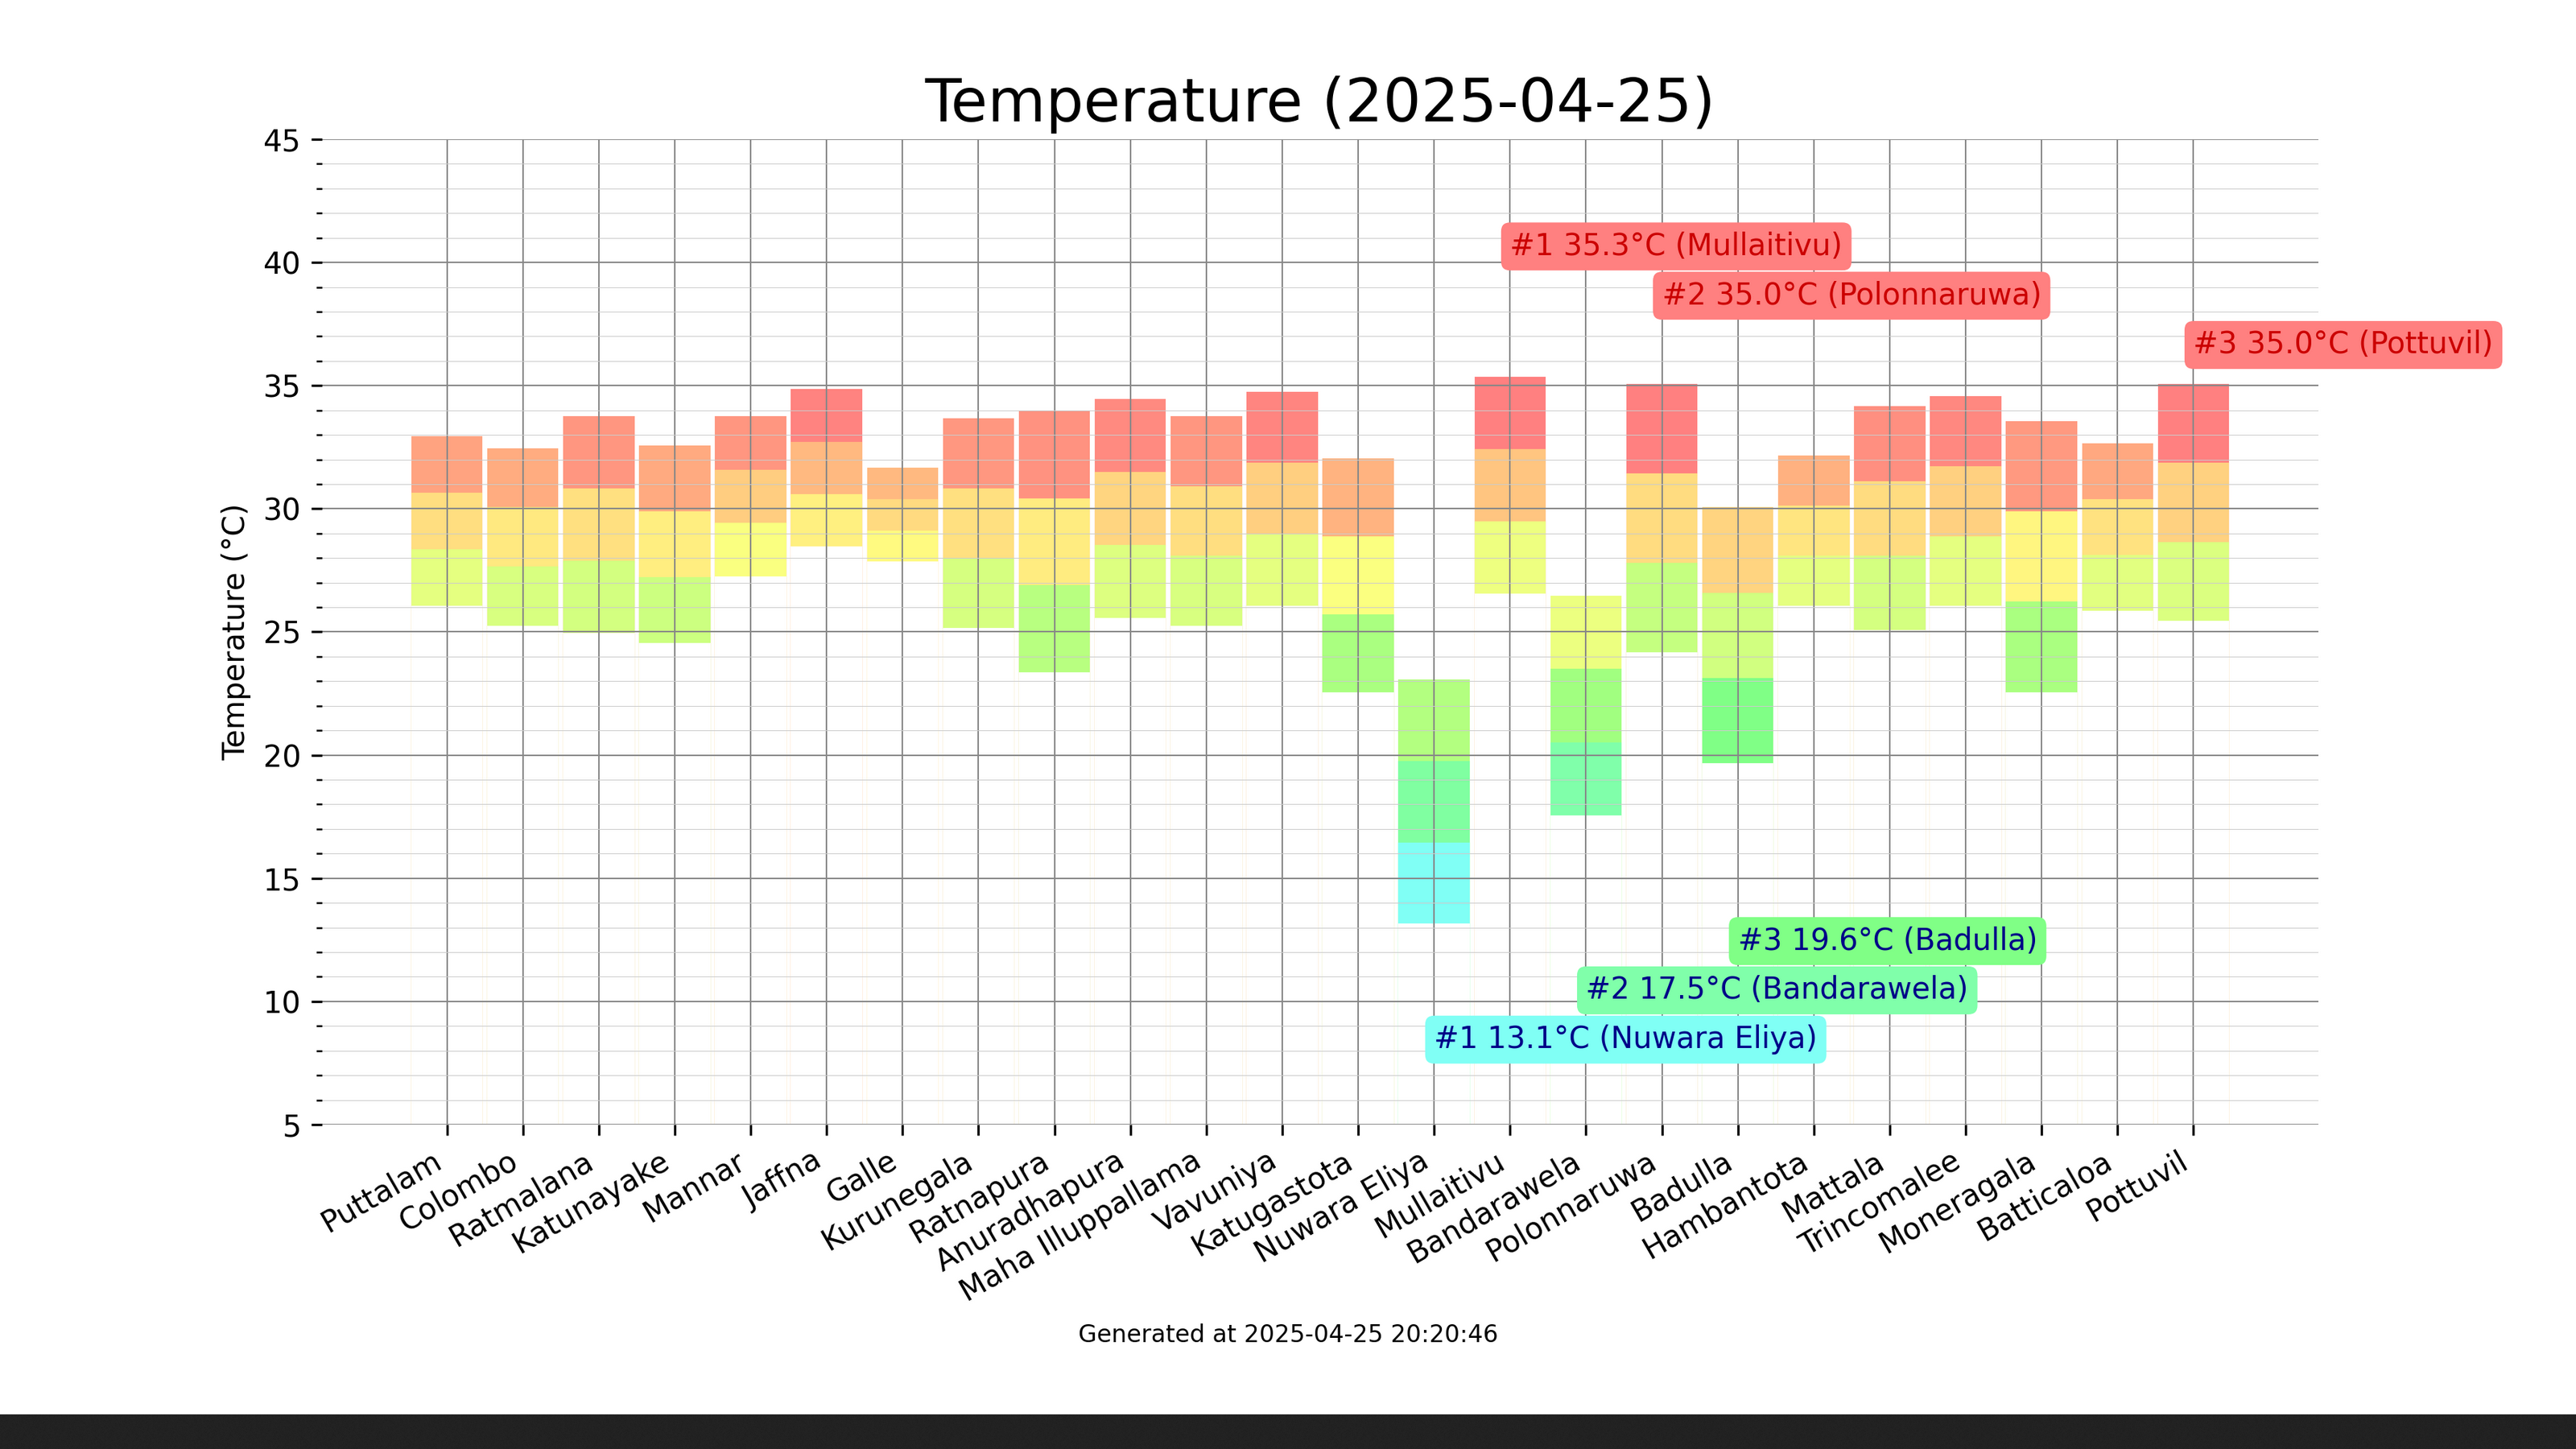 Temperature (2025-04-25)
45
40
35
30
25
20
15
10
5
Temperature (°C)
#1 35.3°C (Mullaitivu)
#2 35.0°C (Polonnaruwa)
#3 35.0°C (Pottuvil)
#3 19.6°C (Badulla)
#2 17.5°C (Bandarawela)
#1 13.1°C (Nuwara Eliya)
Puttalam
Colombo
Ratmalana
Katunayake
Mannar
Jaffna
Galle
Kurunegala
Ratnapura
Anuradhapura
Maha Illuppallama
Vavuniya
Katugastota
Nuwara Eliya
Mullaitivu
Bandarawela
Polonnaruwa
Badulla
Hambantota
Mattala
Trincomalee
Moneragala
Batticaloa
Pottuvil
Generated at 2025-04-25 20:20:46